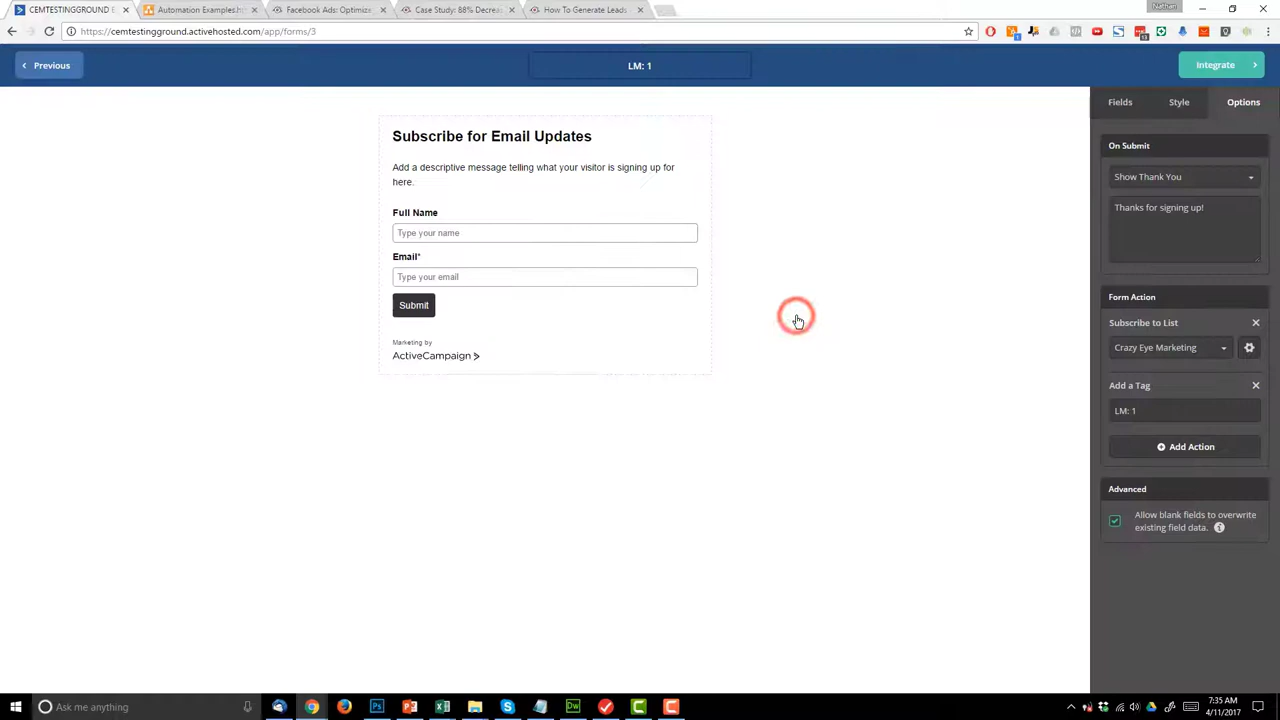 CEMTESTINGGROUND E
Automation Examples.ht
Facebook Ads: Optimize
Case Study: 88% Decrea
How To Generate Leads
Nathan
https://cemtestingground.activehosted.com/app/forms/3
Previous
LM: 1
Integrate
Fields
Style
Options
Subscribe for Email Updates
Add a descriptive message telling what your visitor is signing up for
here.
Full Name
Type your name
Email*
Type your email
Submit
Marketing by
ActiveCampaign >
On Submit
Show Thank You
Thanks for signing up!
Form Action
Subscribe to List
Crazy Eye Marketing
Add a Tag
LM: 1
Add Action
Advanced
Allow blank fields to overwrite
existing field data.
Ask me anything
7:35 AM
4/11/2017